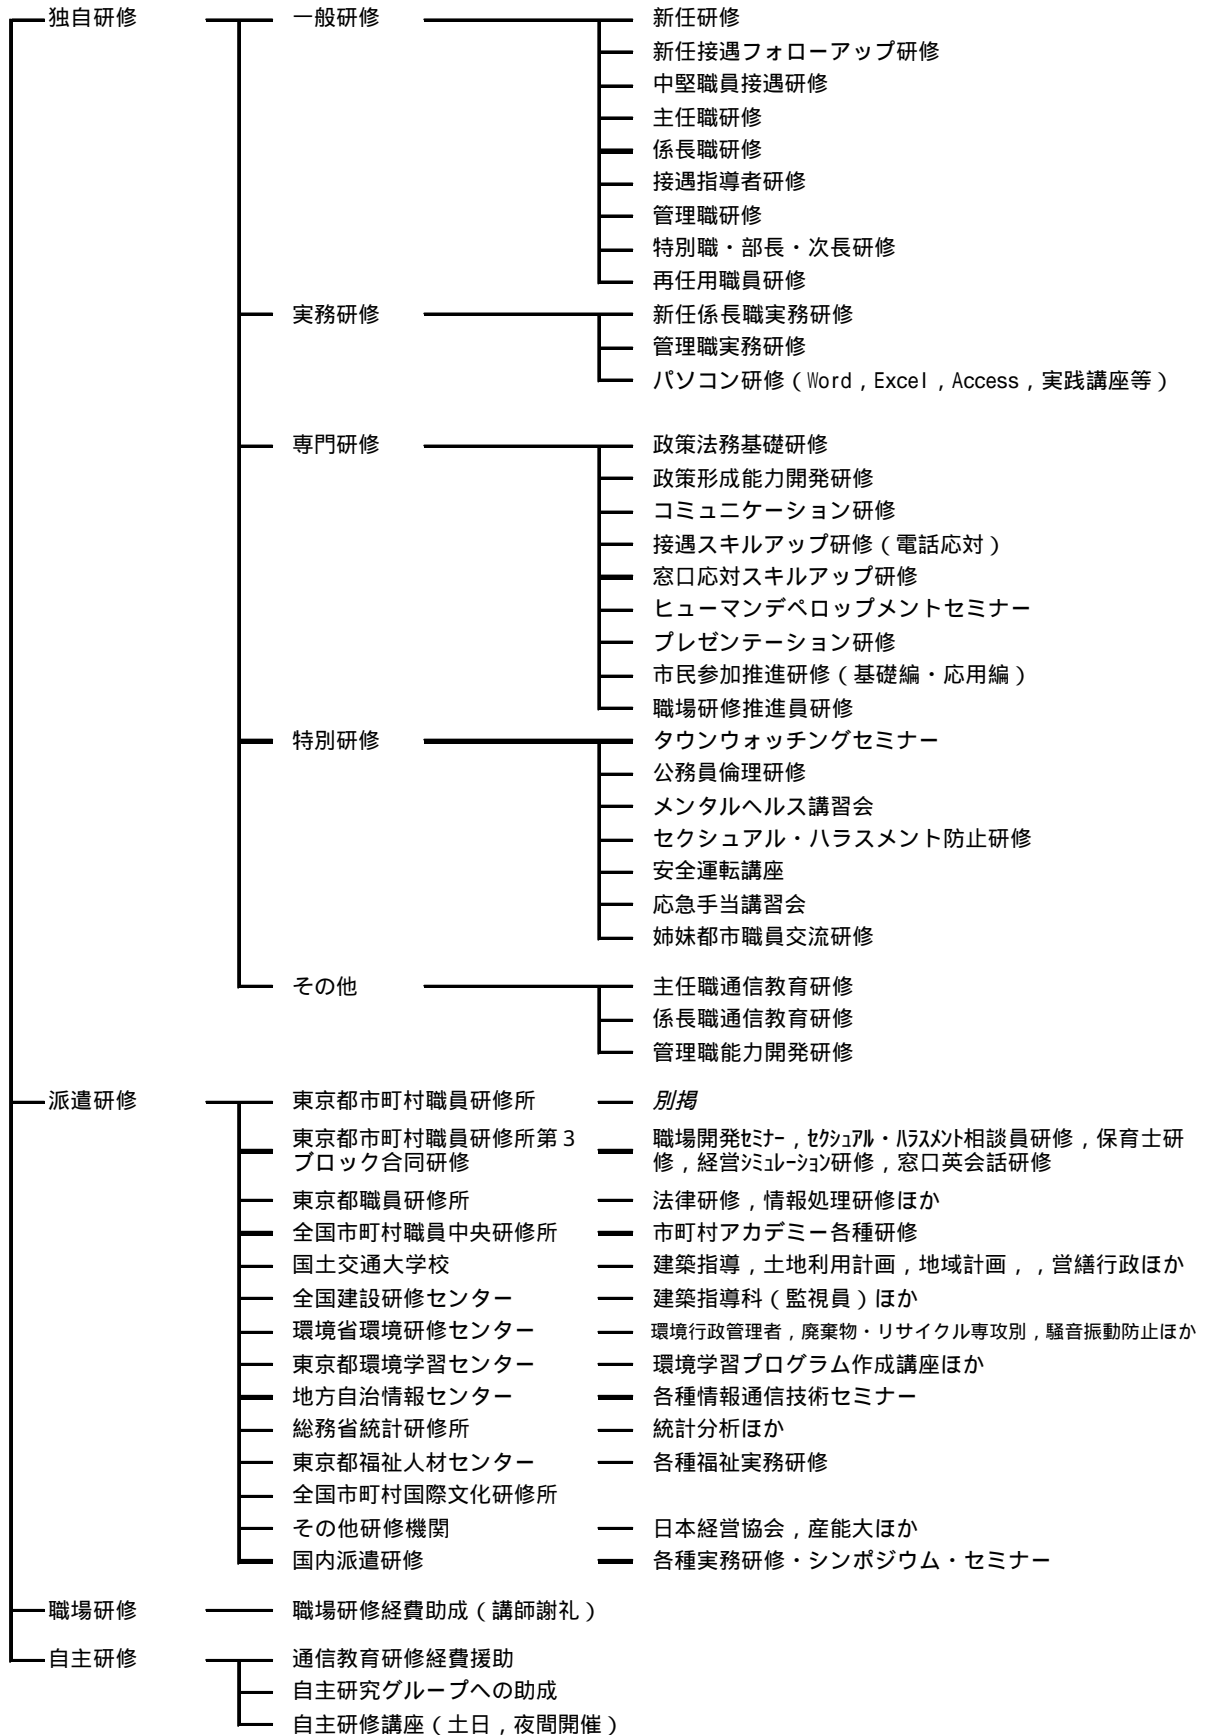 独自研修 一般研修 新任研修
新任接遇フォローアップ研修
中堅職員接遇研修
主任職研修
係長職研修
接遇指導者研修
管理職研修
特別職・部長・次長研修
再任用職員研修
実務研修 新任係長職実務研修
管理職実務研修
パソコン研修（Word，Excel，Access，実践講座等）
専門研修 政策法務基礎研修
政策形成能力開発研修
コミュニケーション研修
接遇スキルアップ研修（電話応対）
窓口応対スキルアップ研修
ヒューマンデベロップメントセミナー
プレゼンテーション研修
市民参加推進研修（基礎編・応用編）
職場研修推進員研修
特別研修 タウンウォッチングセミナー
公務員倫理研修
メンタルヘルス講習会
セクシュアル・ハラスメント防止研修
安全運転講座
応急手当講習会
姉妹都市職員交流研修
その他 主任職通信教育研修
係長職通信教育研修
管理職能力開発研修
派遣研修 東京都市町村職員研修所 別掲
東京都市町村職員研修所第３ 職場開発ｾﾐﾅｰ，ｾｸｼｭｱﾙ・ﾊﾗｽﾒﾝﾄ相談員研修，保育士研
ブロック合同研修 修，経営ｼﾐｭﾚｰｼｮﾝ研修，窓口英会話研修
東京都職員研修所 法律研修，情報処理研修ほか
全国市町村職員中央研修所 市町村アカデミー各種研修
国土交通大学校 建築指導，土地利用計画，地域計画，，営繕行政ほか
全国建設研修センター 建築指導科（監視員）ほか
環境省環境研修センター 環境行政管理者，廃棄物・リサイクル専攻別，騒音振動防止ほか
東京都環境学習センター 環境学習プログラム作成講座ほか
地方自治情報センター 各種情報通信技術セミナー
総務省統計研修所 統計分析ほか
東京都福祉人材センター 各種福祉実務研修
全国市町村国際文化研修所
その他研修機関 日本経営協会，産能大ほか
国内派遣研修 各種実務研修・シンポジウム・セミナー
職場研修 職場研修経費助成（講師謝礼）
自主研修 通信教育研修経費援助
自主研究グループへの助成
自主研修講座（土日，夜間開催）